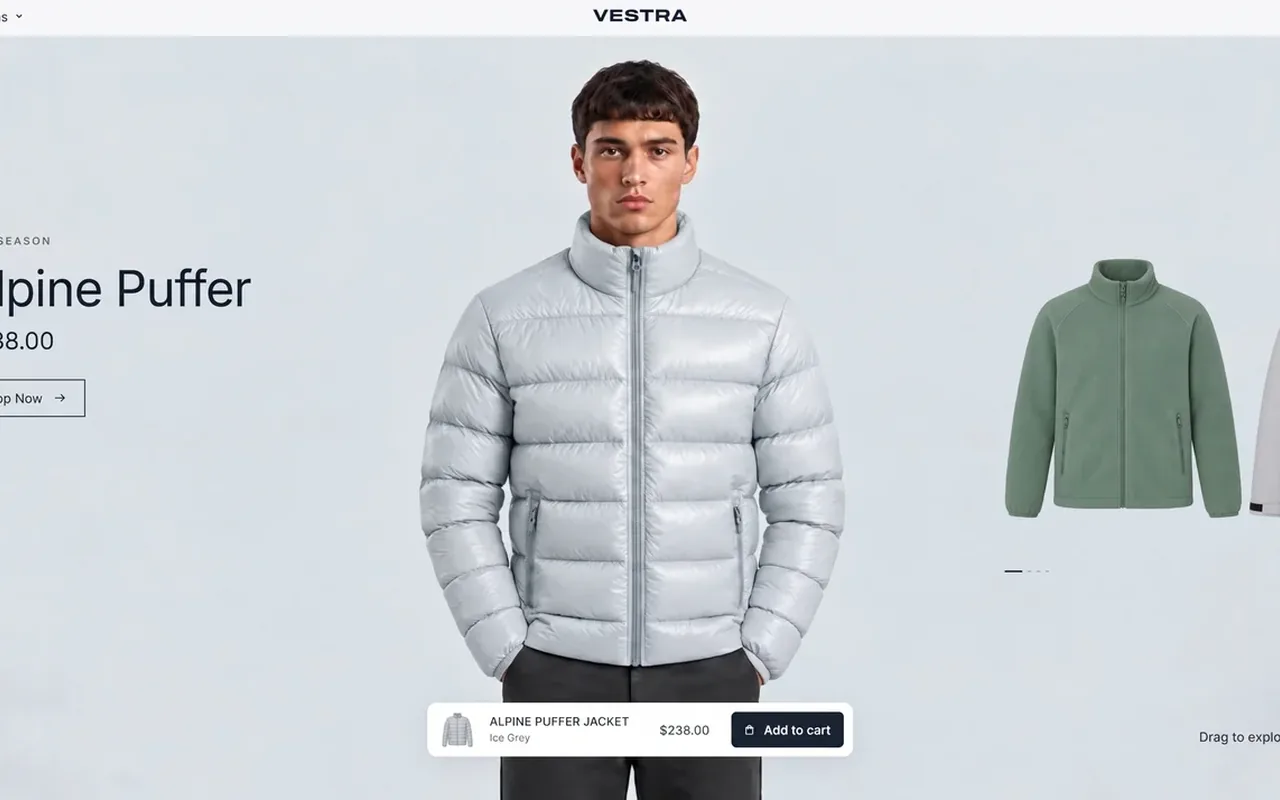 s
VESTRA
SEASON
lpine Puffer
38.00
op Now
ALPINE PUFFER JACKET
Ice Grey
$238.00
Add to cart
Drag to explo